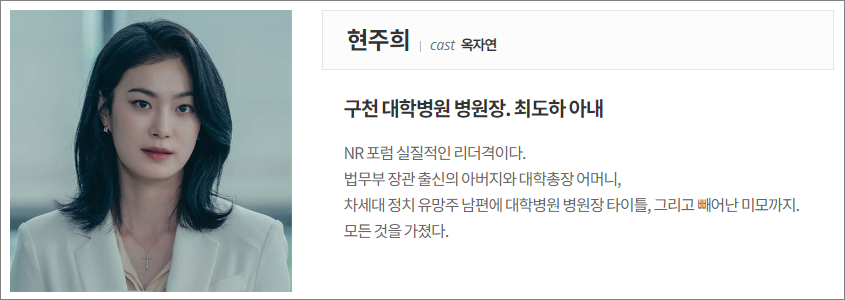 현주희 | cast 옥자연
구천 대학병원 병원장. 최도하 아내
NR 포럼 실질적인 리더격이다.
법무부 장관 출신의 아버지와 대학총장 어머니,
차세대 정치 유망주 남편에 대학병원 병원장 타이틀, 그리고 빼어난 미모까지.
모든 것을 가졌다.